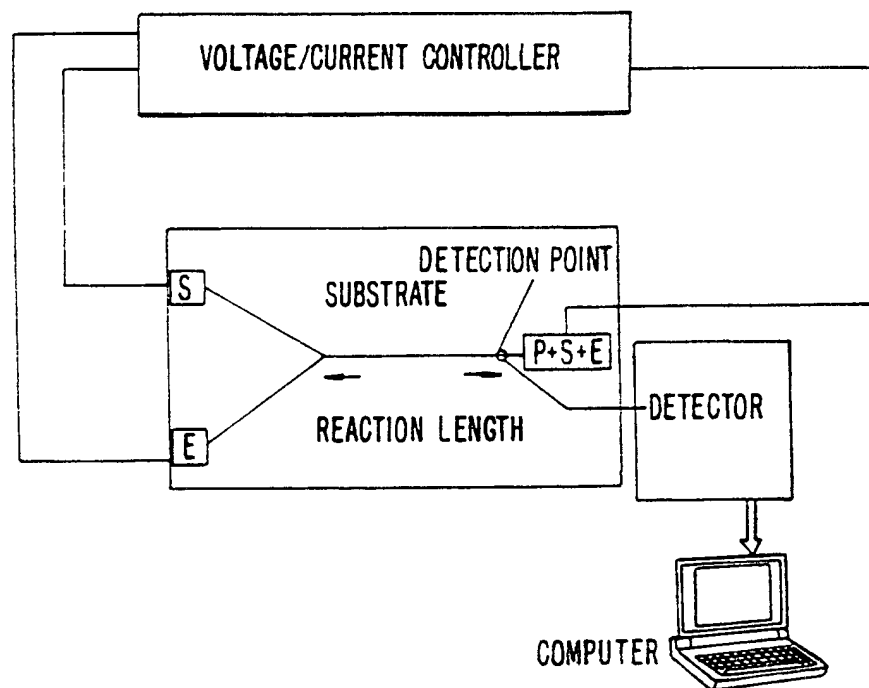 VOLTAGE/CURRENT CONTROLLER
DETECTION POINT
S
SUBSTRATE
P+S+E
DETECTOR
REACTION LENGTH
E
COMPUTER